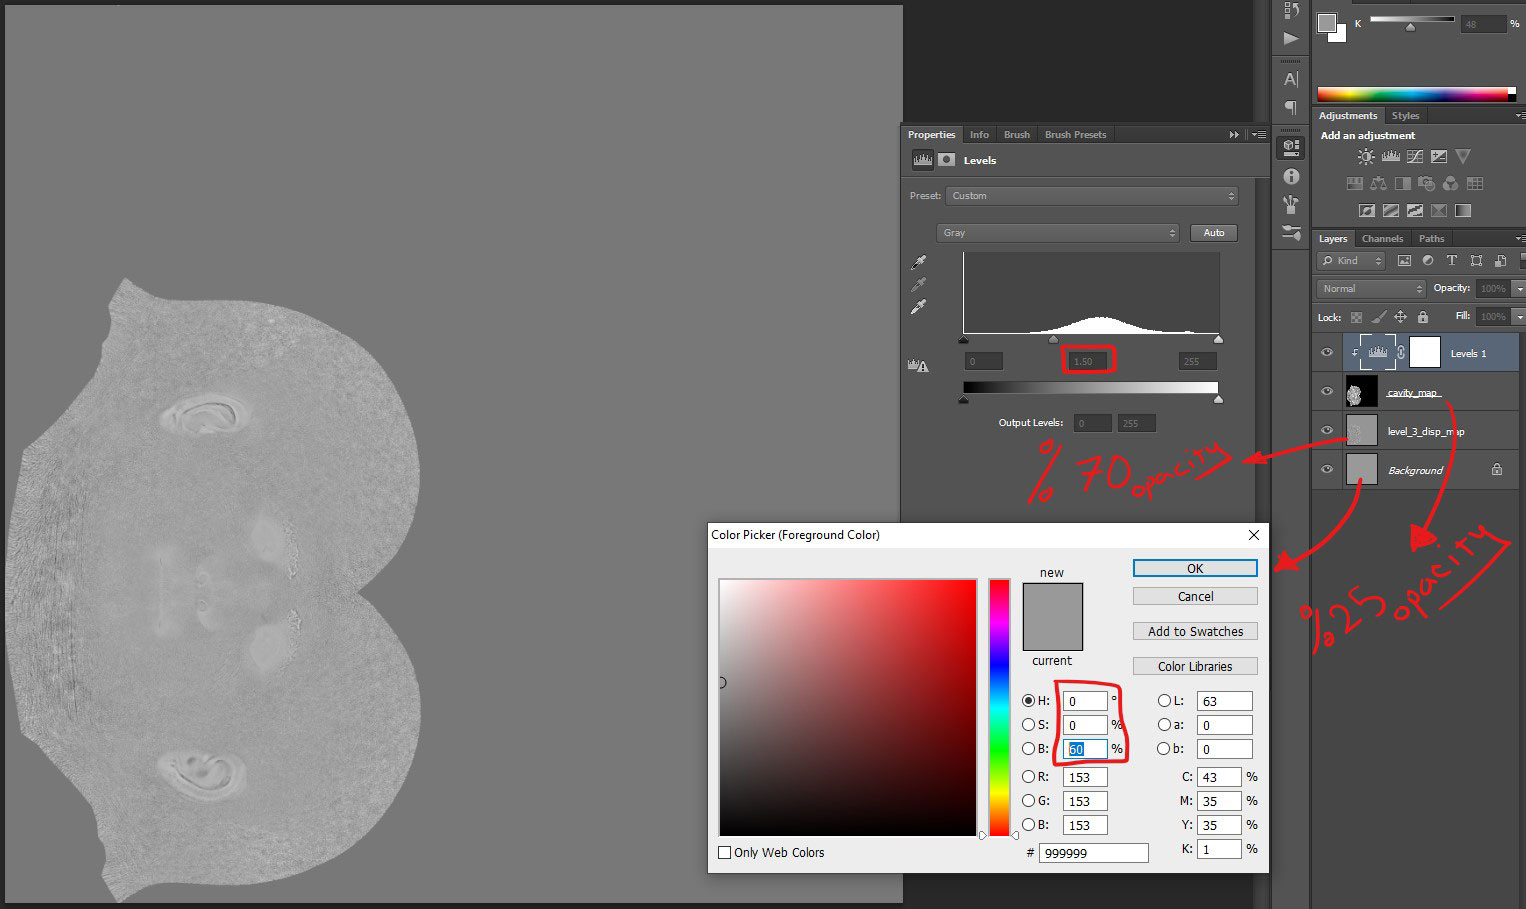 K 48 %
Properties Info Brush Brush Presets
Levels
Preset: Custom
Gray Auto
0 1.50 255
Output Levels: 0 255
Adjustments Styles
Add an adjustment
Layers Channels Paths
Kind T
Normal Opacity: 100%
Lock: Fill: 100%
Levels 1
cavity_map
level_3_disp_map
Background
% 70 opacity
% 25 opacity
Color Picker (Foreground Color)
new
current
OK
Cancel
Add to Swatches
Color Libraries
H: 0 °
S: 0 %
B: 60 %
R: 153
G: 153
B: 153
# 999999
L: 63
a: 0
b: 0
C: 43 %
M: 35 %
Y: 35 %
K: 1 %
Only Web Colors